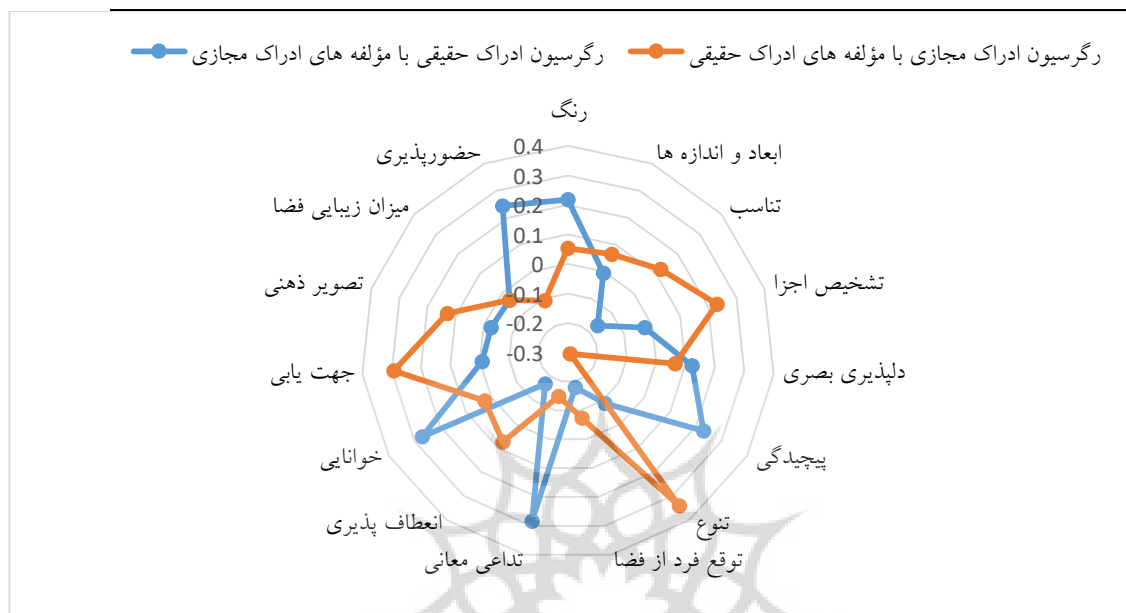 رگرسیون ادراک مجازی با مؤلفه های ادراک حقیقی
رگرسیون ادراک حقیقی با مؤلفه های ادراک مجازی
رنگ
ابعاد و اندازه ها
تناسب
تشخیص اجزا
دلپذیری بصری
پیچیدگی
تنوع
توقع فرد از فضا
تداعی معانی
انعطاف پذیری
خوانایی
جهت یابی
تصویر ذهنی
میزان زیبایی فضا
حضورپذیری
0.4
0.3
0.2
0.1
0
-0.1
-0.2
-0.3